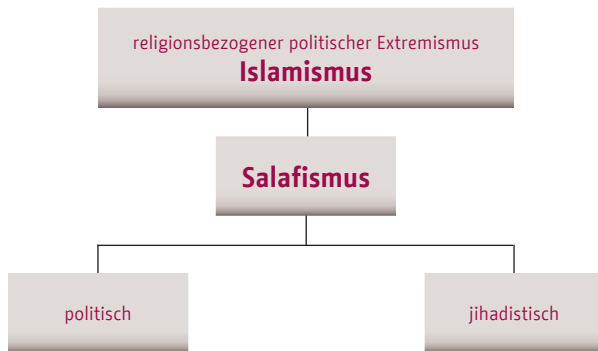 religionsbezogener politischer Extremismus
Islamismus
Salafismus
politisch
jihadistisch